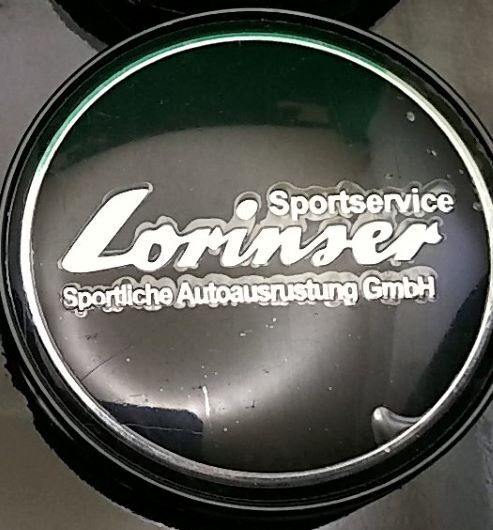 Sportservice
Lorinser
Sportliche Autoausrustung GmbH